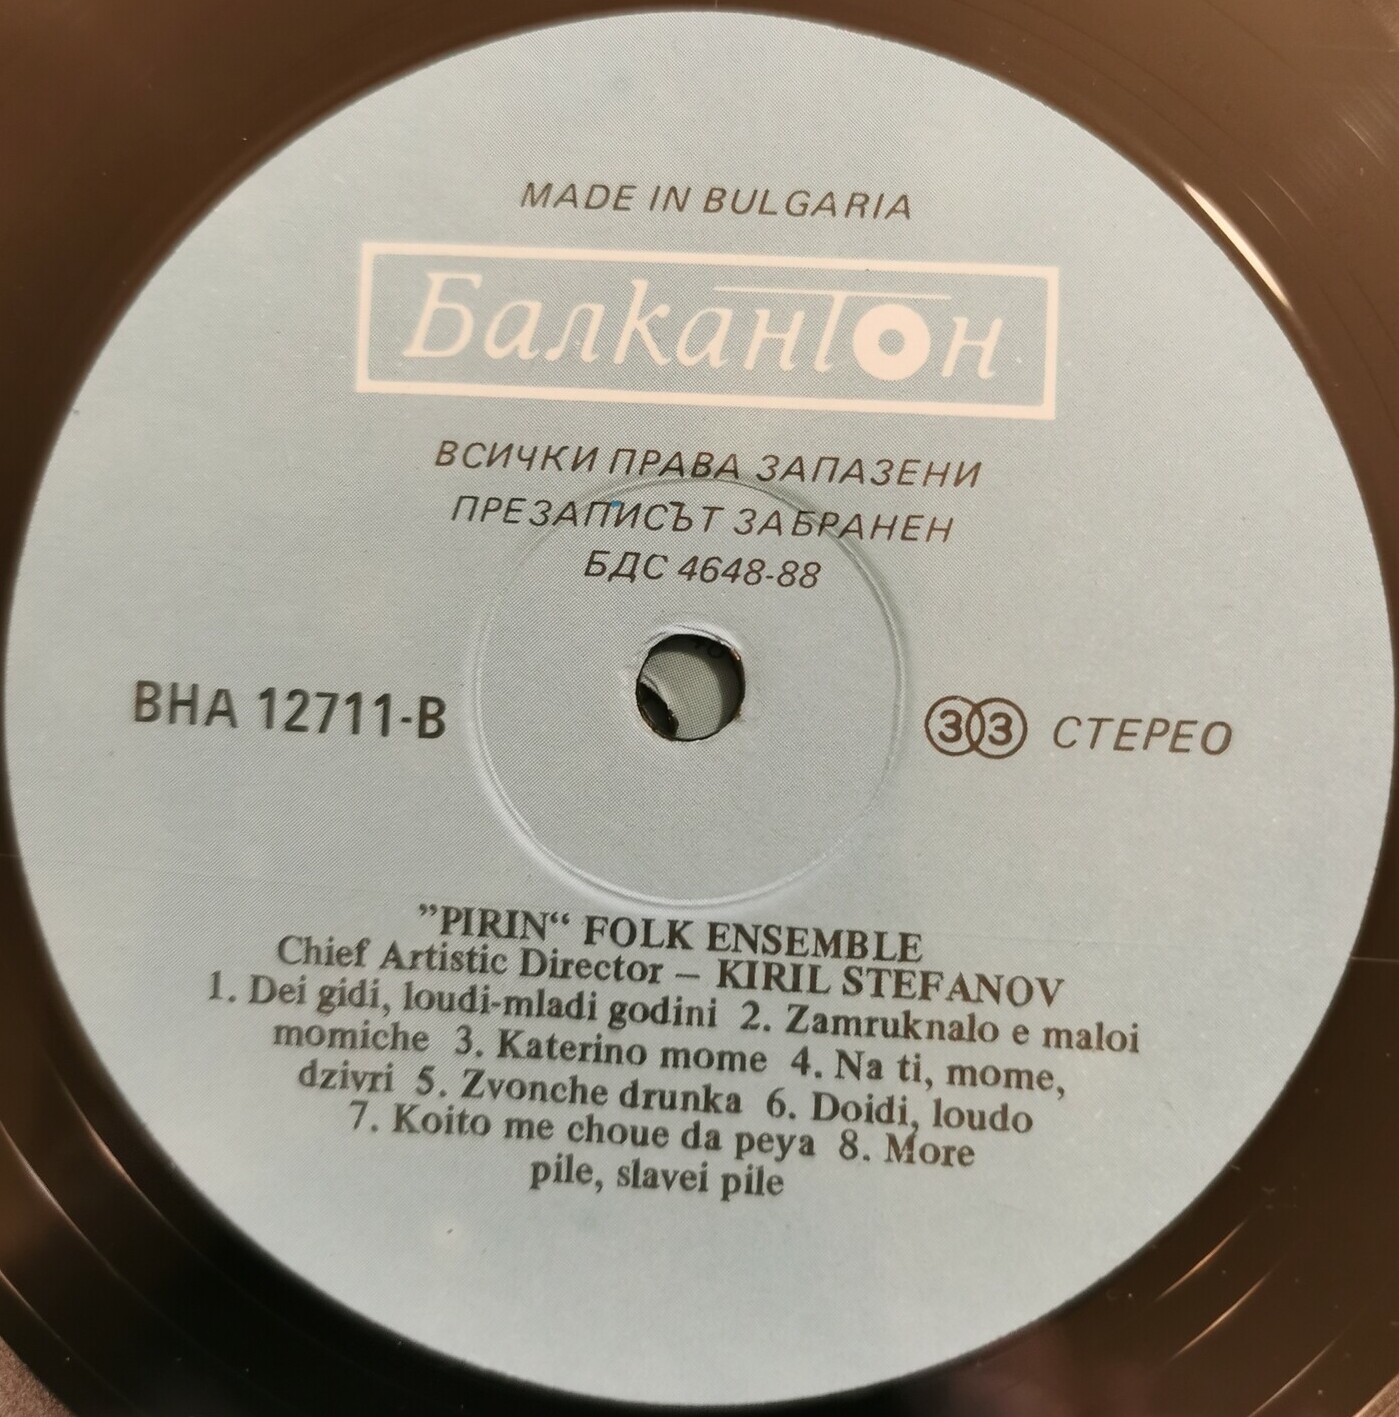 MADE IN BULGARIA
Балкантон
ВСИЧКИ ПРАВА ЗАПАЗЕНИ
ПРЕЗАПИСЪТ ЗАБРАНЕН
БДС 4648-88
ВНА 12711-В
33 СТЕРЕО
”PIRIN“ FOLK ENSEMBLE
Chief Artistic Director – KIRIL STEFANOV
1. Dei gidi, loudi-mladi godini 2. Zamruknalo e maloi
momiche 3. Katerino mome 4. Na ti, mome,
dzivri 5. Zvonche drunka 6. Doidi, loudo
7. Koito me choue da peya 8. More
pile, slavei pile